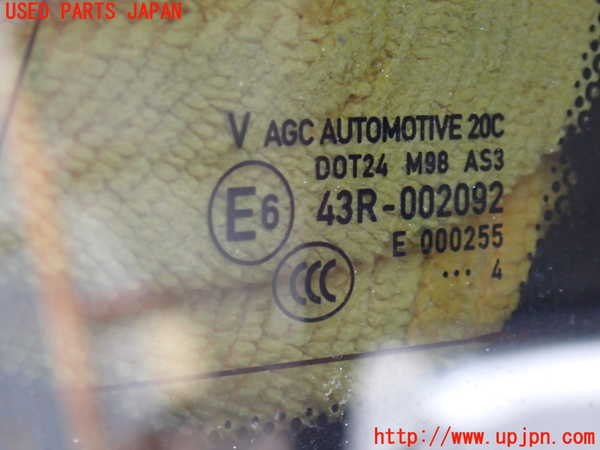 USED PARTS JAPAN
V AGC AUTOMOTIVE 20C
DOT24 M98 AS3
E6 43R-002092
E 000255
CCC ... 4
http://www.upjpn.com/